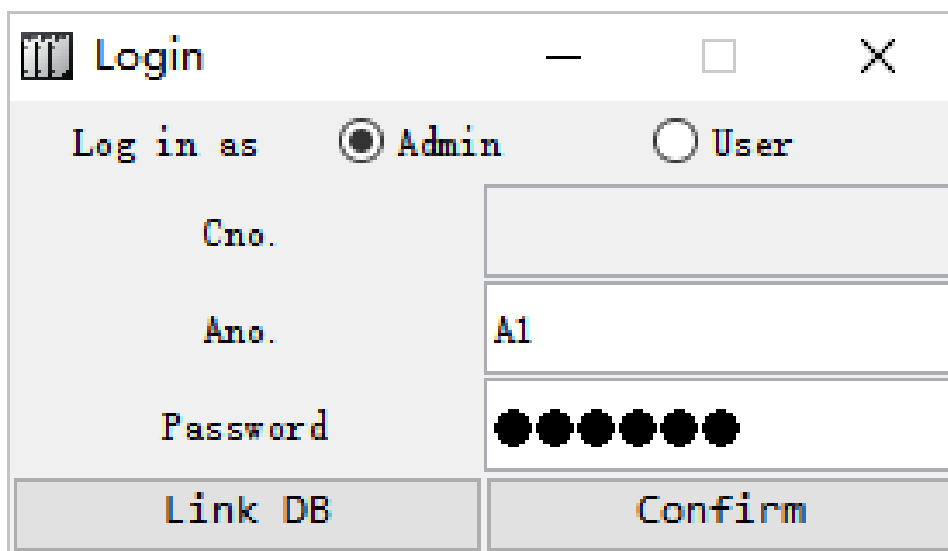 Login
Log in as Admin User
Cno.
Ano. A1
Password ●●●●●●
Link DB Confirm